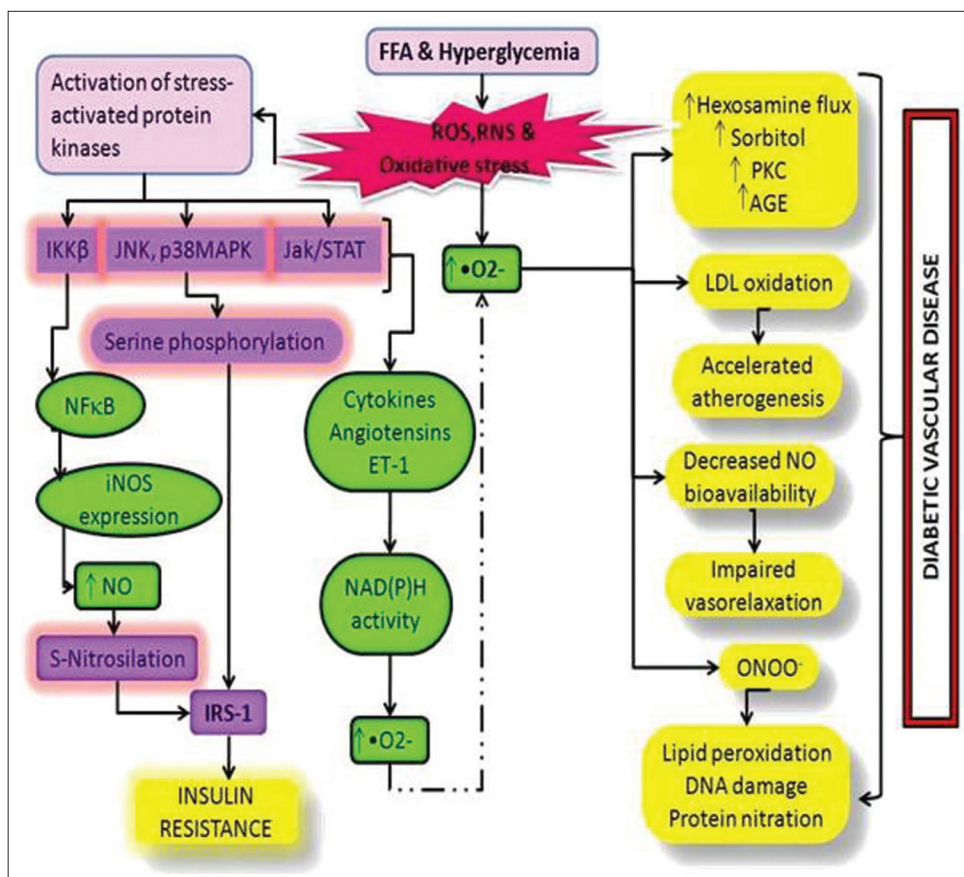 FFA & Hyperglycemia
Activation of stress-
activated protein
kinases
ROS,RNS &
Oxidative stress
↑Hexosamine flux
↑ Sorbitol
↑ PKC
↑AGE
IKKβ
JNK, p38MAPK
Jak/STAT
↑ •O2-
LDL oxidation
Serine phosphorylation
Accelerated
atherogenesis
NFκB
Cytokines
Angiotensins
ET-1
Decreased NO
bioavailability
iNOS
expression
↑ NO
NAD(P)H
activity
Impaired
vasorelaxation
S-Nitrosilation
ONOO⁻
IRS-1
↑ •O2-
Lipid peroxidation
DNA damage
Protein nitration
INSULIN
RESISTANCE
DIABETIC VASCULAR DISEASE